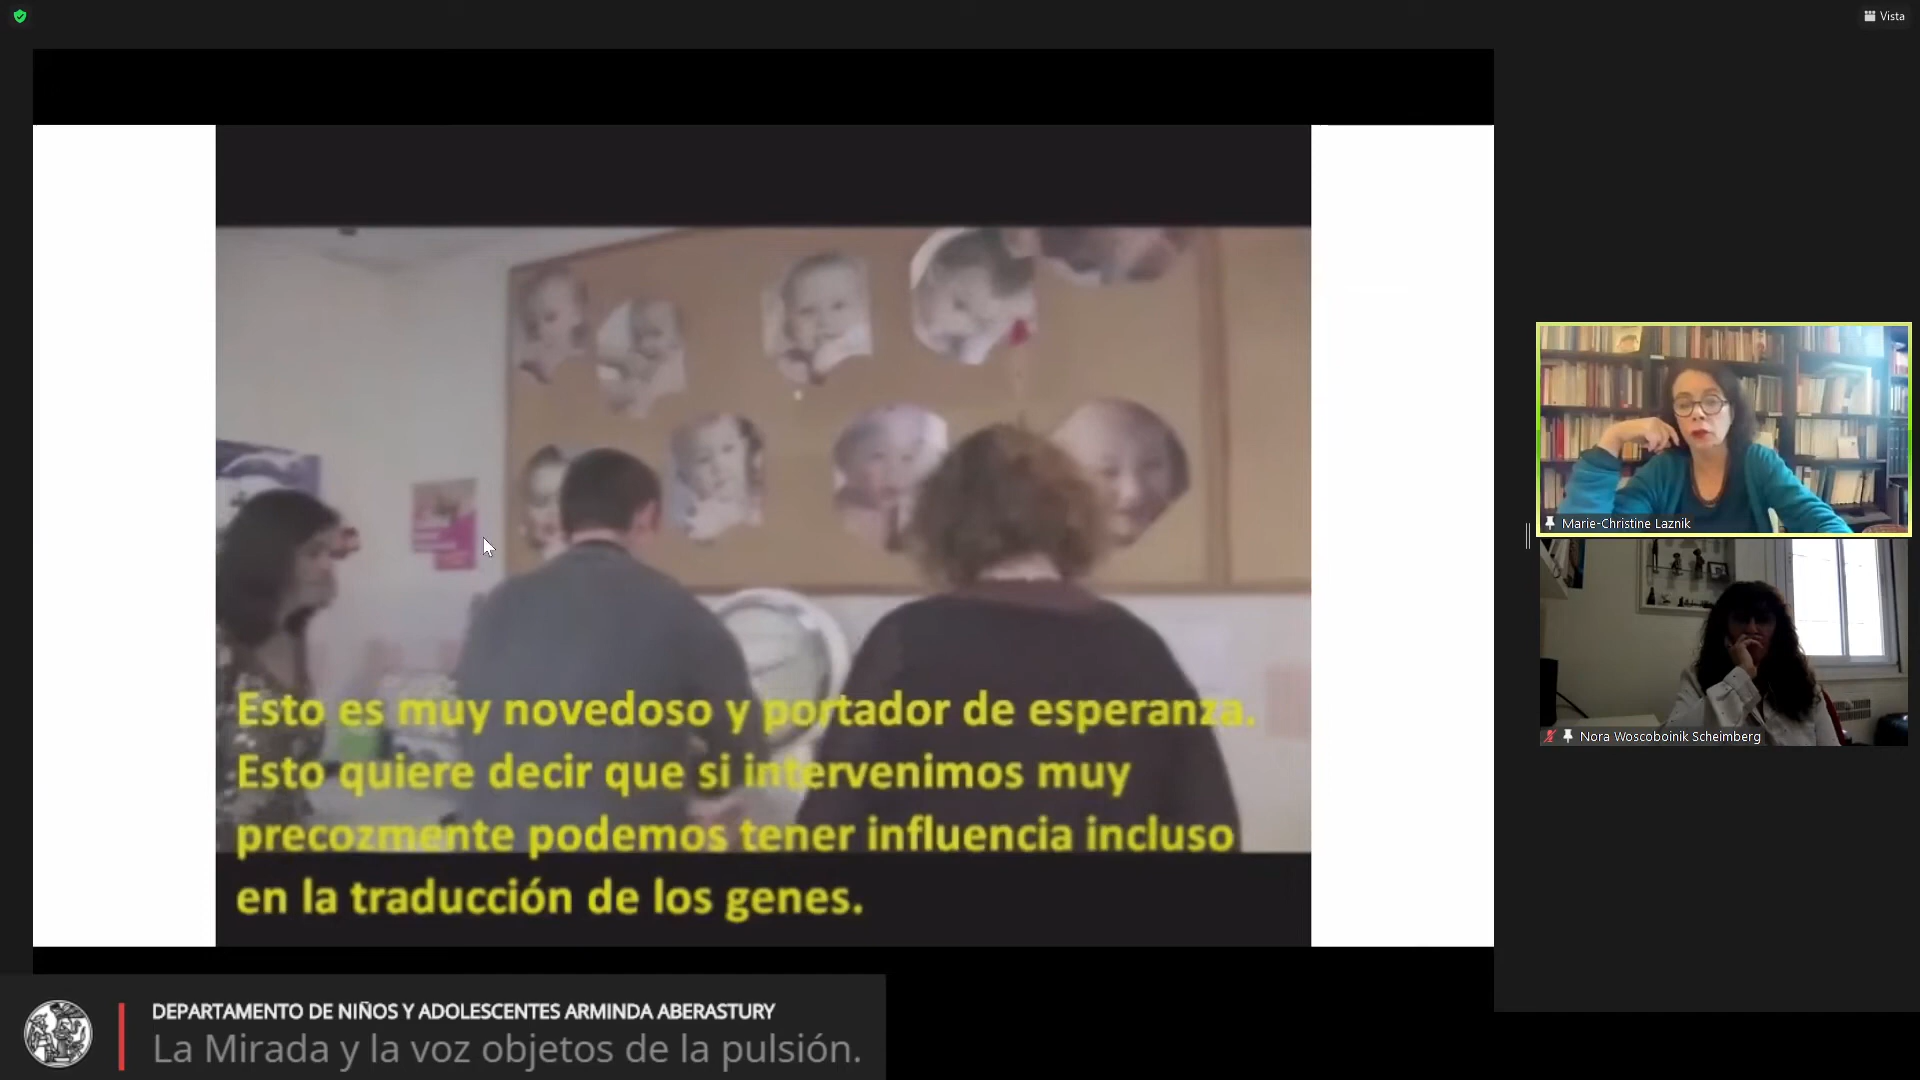 Vista
Esto es muy novedoso y portador de esperanza.
Esto quiere decir que si intervenimos muy
precozmente podemos tener influencia incluso
en la traducción de los genes.
Marie-Christine Laznik
Nora Woscoboinik Scheimberg
DEPARTAMENTO DE NIÑOS Y ADOLESCENTES ARMINDA ABERASTURY
La Mirada y la voz objetos de la pulsión.